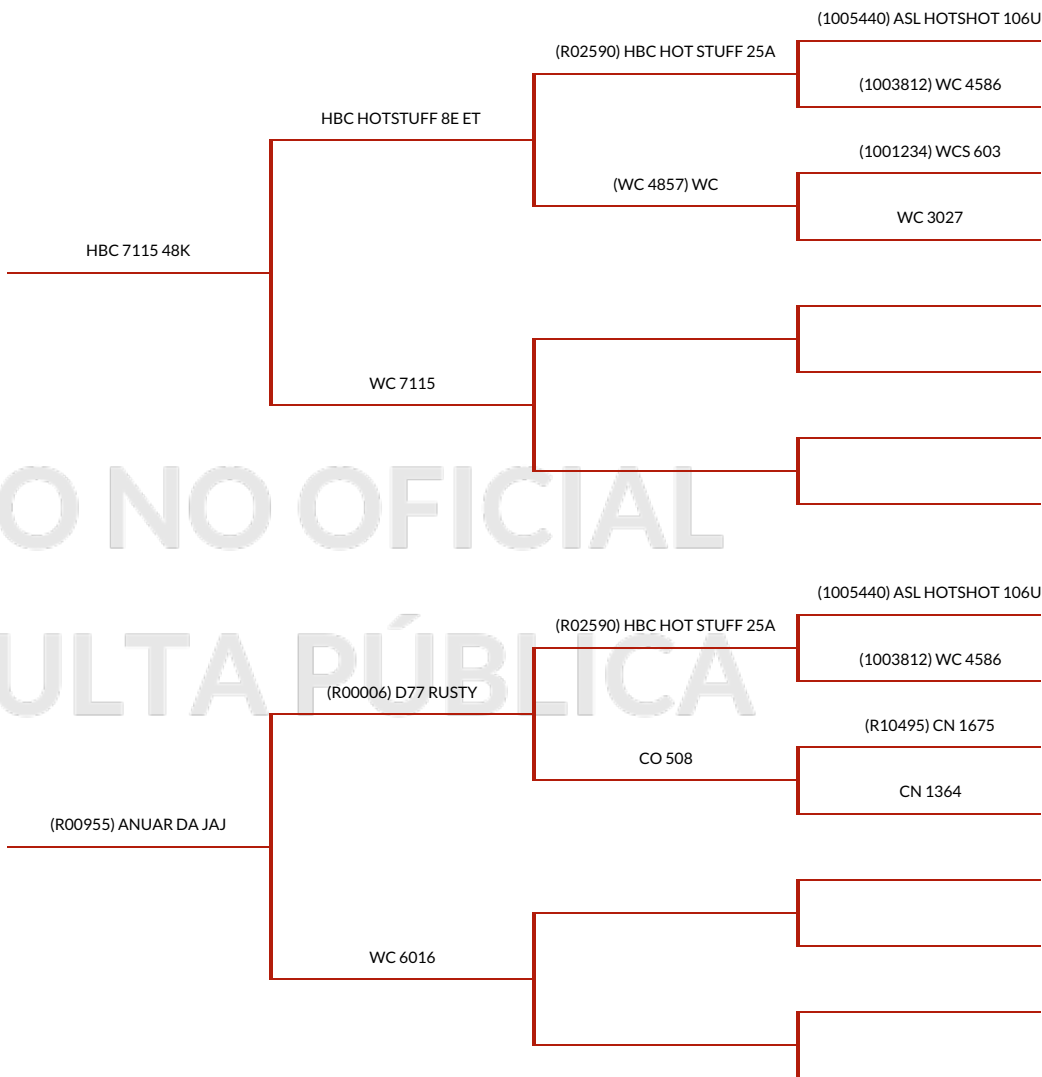 (1005440) ASL HOTSHOT 106U
(R02590) HBC HOT STUFF 25A
(1003812) WC 4586
HBC HOTSTUFF 8E ET
(1001234) WCS 603
(WC 4857) WC
WC 3027
HBC 7115 48K
WC 7115
O NO OFICIAL
(1005440) ASL HOTSHOT 106U
(R02590) HBC HOT STUFF 25A
(1003812) WC 4586
ULTA PÚBLICA
(R00006) D77 RUSTY
(R10495) CN 1675
CO 508
CN 1364
(R00955) ANUAR DA JAJ
WC 6016